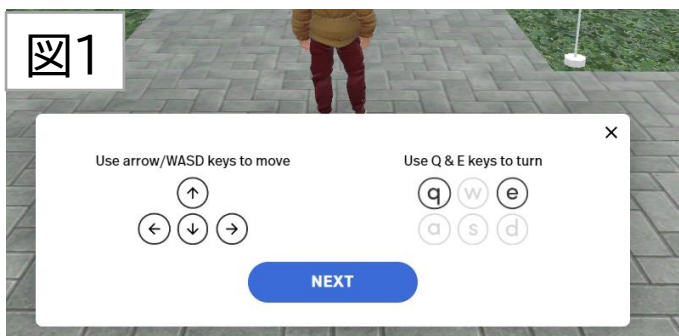 図1
×
Use arrow/WASD keys to move
Use Q & E keys to turn
↑
q w e
← ↓ →
a s d
NEXT